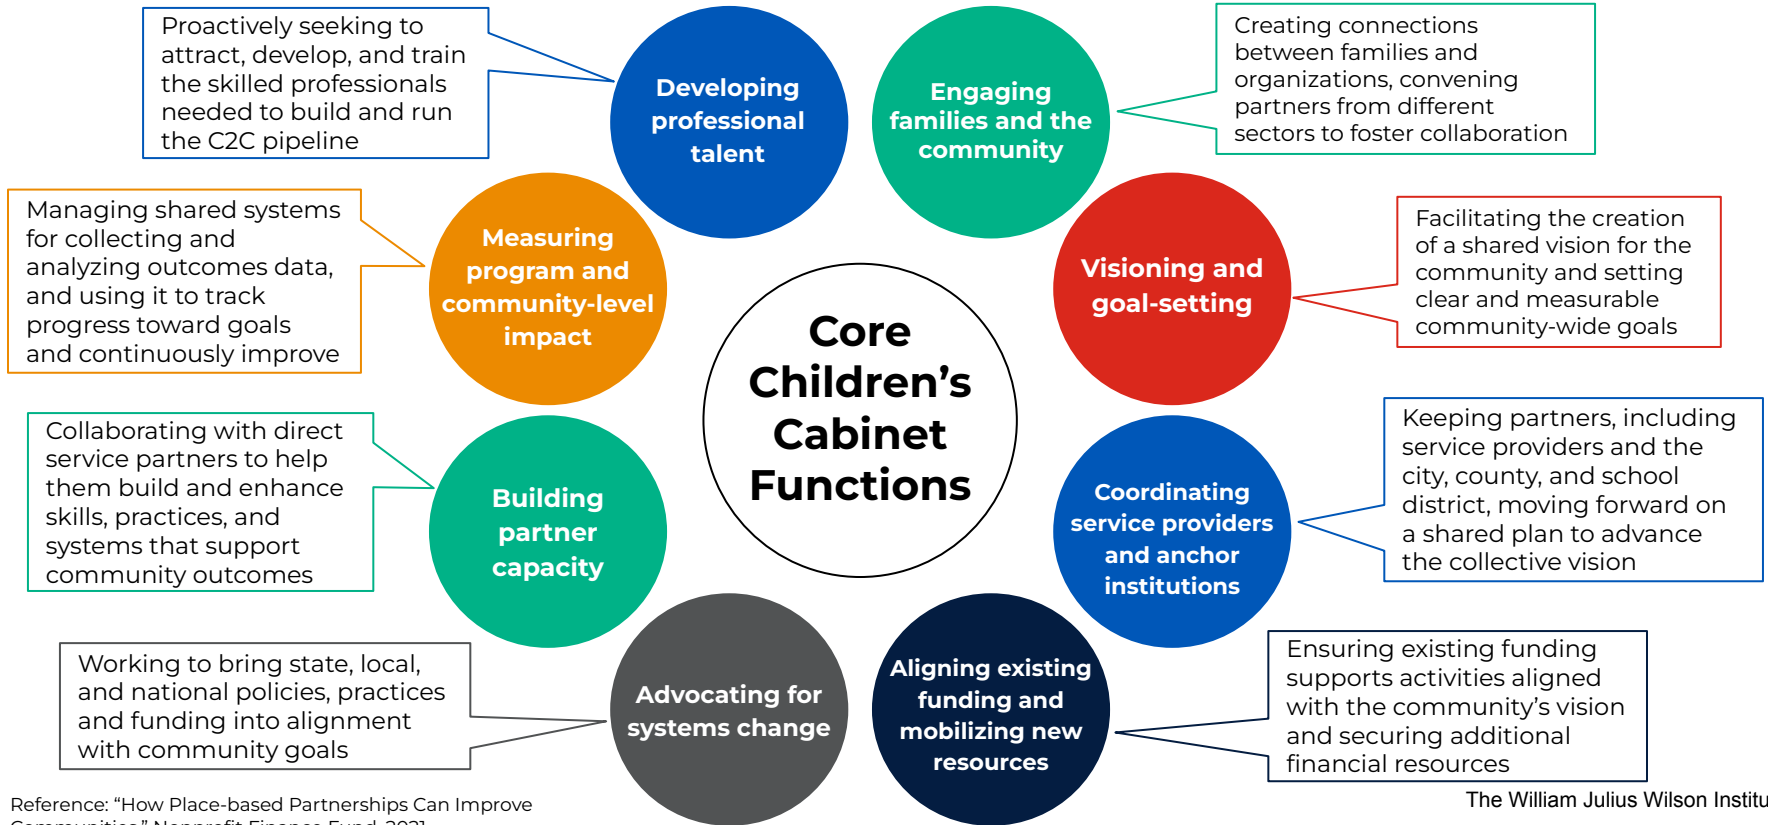 Proactively seeking to
attract, develop, and train
the skilled professionals
needed to build and run
the C2C pipeline
Developing
professional
talent
Engaging
families and the
community
Creating connections
between families and
organizations, convening
partners from different
sectors to foster collaboration
Managing shared systems
for collecting and
analyzing outcomes data,
and using it to track
progress toward goals
and continuously improve
Measuring
program and
community-level
impact
Visioning and
goal-setting
Facilitating the creation
of a shared vision for the
community and setting
clear and measurable
community-wide goals
Core
Children’s
Cabinet
Functions
Collaborating with direct
service partners to help
them build and enhance
skills, practices, and
systems that support
community outcomes
Building
partner
capacity
Coordinating
service providers
and anchor
institutions
Keeping partners, including
service providers and the
city, county, and school
district, moving forward on
a shared plan to advance
the collective vision
Working to bring state, local,
and national policies, practices
and funding into alignment
with community goals
Advocating for
systems change
Aligning existing
funding and
mobilizing new
resources
Ensuring existing funding
supports activities aligned
with the community’s vision
and securing additional
financial resources
Reference: “How Place-based Partnerships Can Improve
Communities,” Nonprofit Finance Fund, 2021
The William Julius Wilson Institu